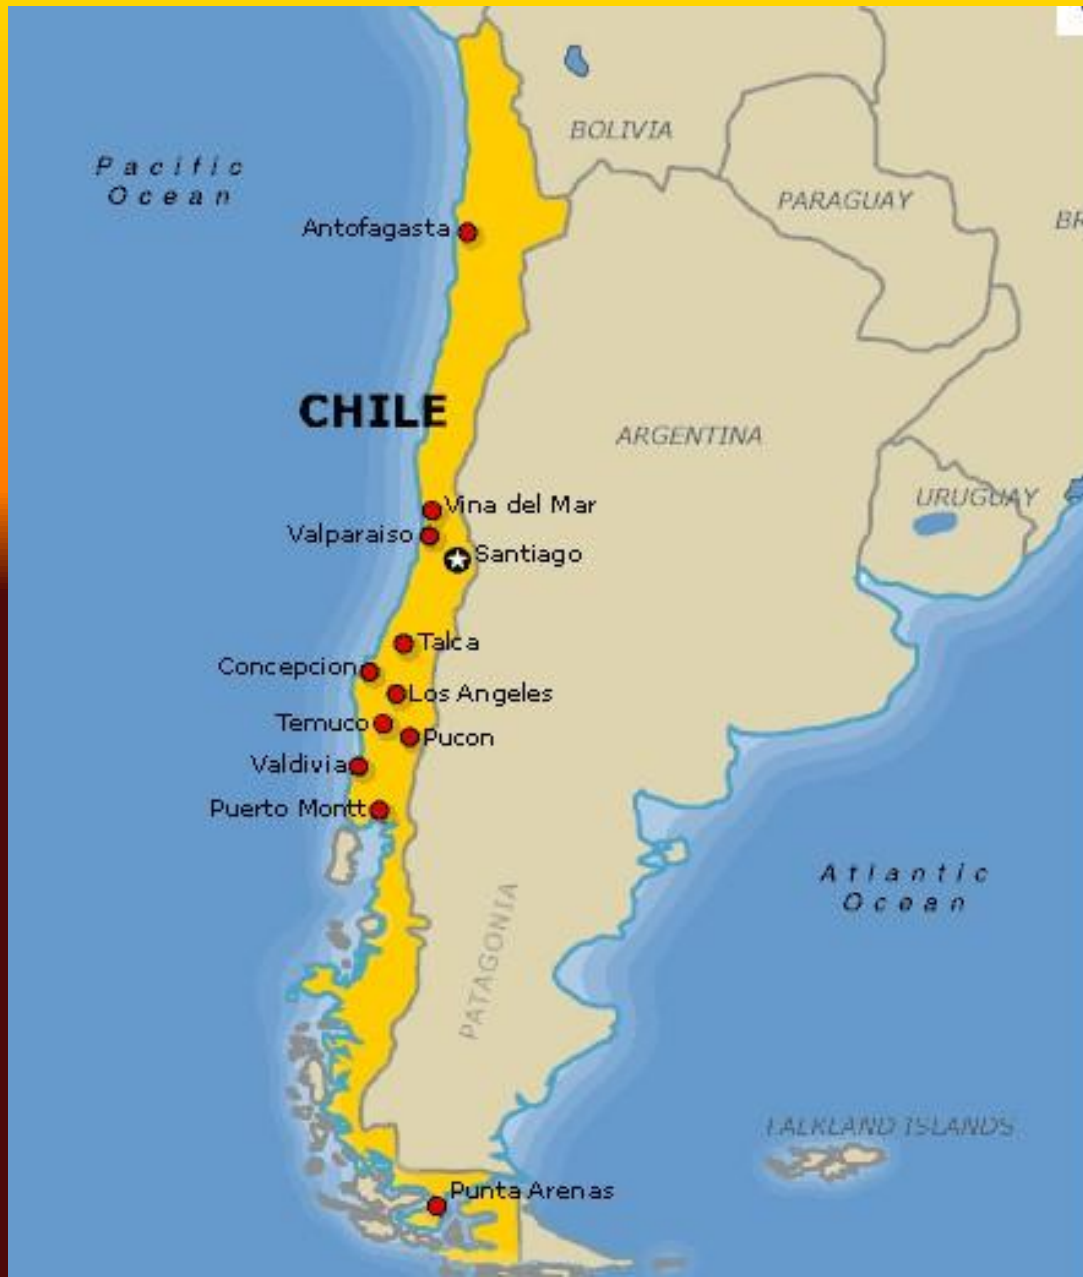 BOLIVIA
Pacific
Ocean
PARAGUAY
BR
Antofagasta
CHILE
ARGENTINA
Vina del Mar
URUGUAY
Valparaiso
Santiago
Talca
Concepcion
Los Angeles
Temuco
Pucon
Valdivia
Puerto Montt
Atlantic
Ocean
PATAGONIA
FALKLAND ISLANDS
Punta Arenas